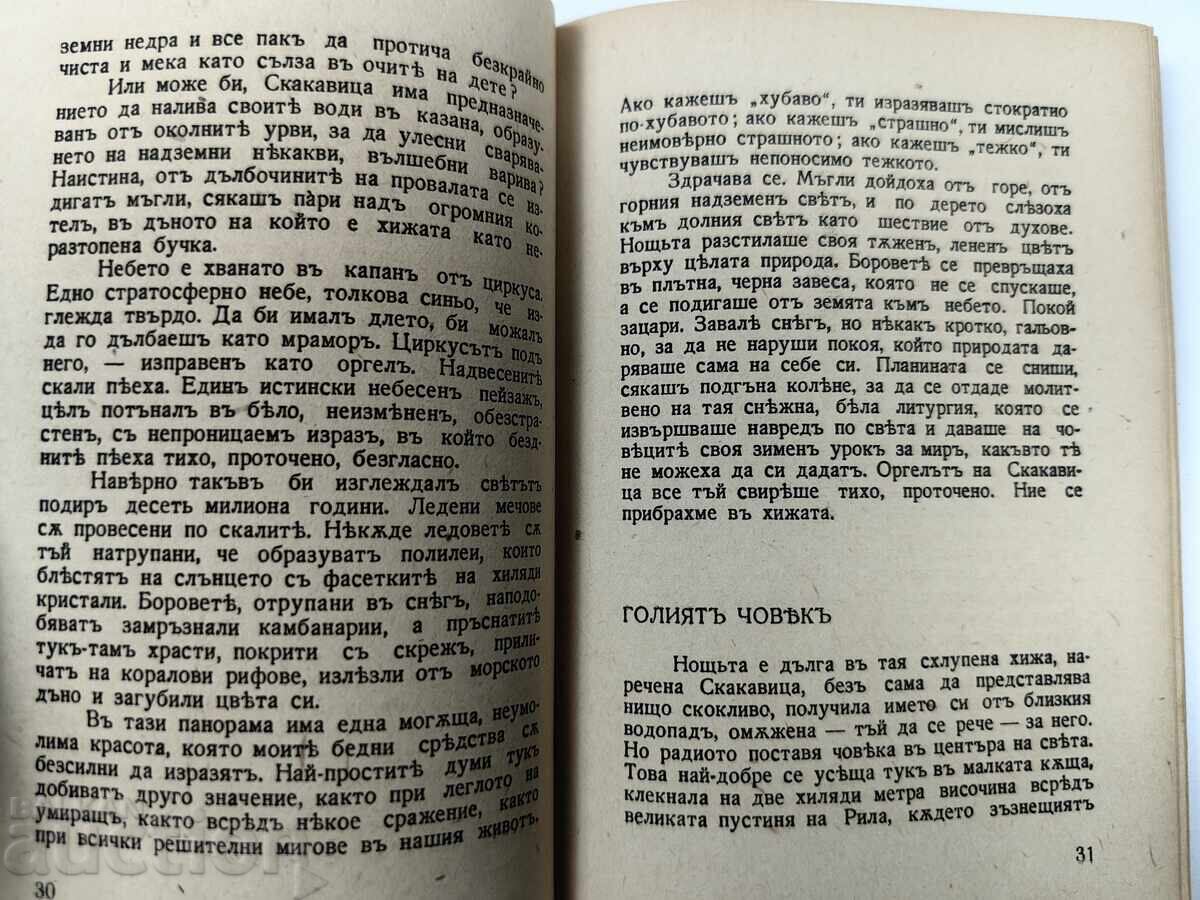 земни недра и все пакъ да протича безкрайно
чиста и мека като сълза въ очитѣ на дете?
Или може би, Скакавица има предназначе-
нието да налива своитѣ води въ казана, образу-
ванъ отъ околнитѣ урви, за да улесни сварява-
нето на надземни нѣкакви, вълшебни варива?
Наистина, отъ дълбочинитѣ на провалата се из-
дигатъ мъгли, сякашъ пари надъ огромния ко-
телъ, въ дъното на който е хижата като не-
разтопена бучка.
Небето е хванато въ капанъ отъ циркуса.
Едно стратосферно небе, толкова синьо, че из-
глежда твърдо. Да би ималъ длето, би можалъ
да го дълбаешъ като мраморъ. Циркусътъ подъ
него, — изправенъ като оргелъ. Надвесенитѣ
скали пѣеха. Единъ истински небесенъ пейзажъ,
цѣлъ потъналъ въ бѣло, неизмѣненъ, обезстра-
стенъ, съ непроницаемъ изразъ, въ който безд-
нитѣ пѣеха тихо, проточено, безгласно.
Навѣрно такъвъ би изглеждалъ свѣтътъ
подиръ десеть милиона години. Ледени мечове
сѫ провесени по скалитѣ. Нѣкѫде ледоветѣ сѫ
тъй натрупани, че образуватъ полилеи, които
блѣстятъ на слънцето съ фасеткитѣ на хиляди
кристали. Бороветѣ, отрупани въ снѣгъ, наподо-
бяватъ замръзнали камбанарии, а пръснатитѣ
тукъ-тамъ храсти, покрити съ скрежъ, прили-
чатъ на коралови рифове, излѣзли отъ морското
дъно и загубили цвѣта си.
Въ тази панорама има една могѫща, неумо-
лима красота, която моитѣ бедни срѣдства сѫ
безсилни да изразятъ. Най-проститѣ думи тукъ
добиватъ друго значение, както при леглото на
умиращъ, както всрѣдъ нѣкое сражение, както
при всички решителни мигове въ нашия животъ.
30
Ако кажешъ „хубаво“, ти изразявашъ стократно
по-хубавото; ако кажешъ „страшно“, ти мислишъ
неимовѣрно страшното; ако кажешъ „тежко“, ти
чувствувашъ непоносимо тежкото.
Здрачава се. Мъгли дойдоха отъ горе, отъ
горния надземенъ свѣтъ, и по дерето слѣзоха
къмъ долния свѣтъ като шествие отъ духове.
Нощьта разстилаше своя тѫженъ, лененъ цвѣтъ
върху цѣлата природа. Бороветѣ се превръщаха
въ плътна, черна завеса, която не се спускаше,
а се подигаше отъ земята къмъ небето. Покой
зацари. Завалѣ снѣгъ, но нѣкакъ кротко, гальов-
но, за да не наруши покоя, който природата да-
ряваше сама на себе си. Планината се сниши,
сякашъ подгъна колѣне, за да се отдаде молит-
вено на тая снѣжна, бѣла литургия, която се
извършваше навредъ по свѣта и даваше на чо-
вѣцитѣ своя зименъ урокъ за миръ, какъвто тѣ
не можеха да си дадатъ. Оргелътъ на Скакави-
ца все тъй свирѣше тихо, проточено. Ние се
прибрахме въ хижата.
ГОЛИЯТЪ ЧОВѢКЪ
Нощьта е дълга въ тая схлупена хижа, на-
речена Скакавица, безъ сама да представлява
нищо скокливо, получила името си отъ близкия
водопадъ, омѫжена — тъй да се рече — за него.
Но радиото поставя човѣка въ центъра на свѣта.
Това най-добре се усѣща тукъ въ малката кѫща,
клекнала на две хиляди метра височина всрѣдъ
великата пустиня на Рила, кѫдето зъзнещиятъ
31